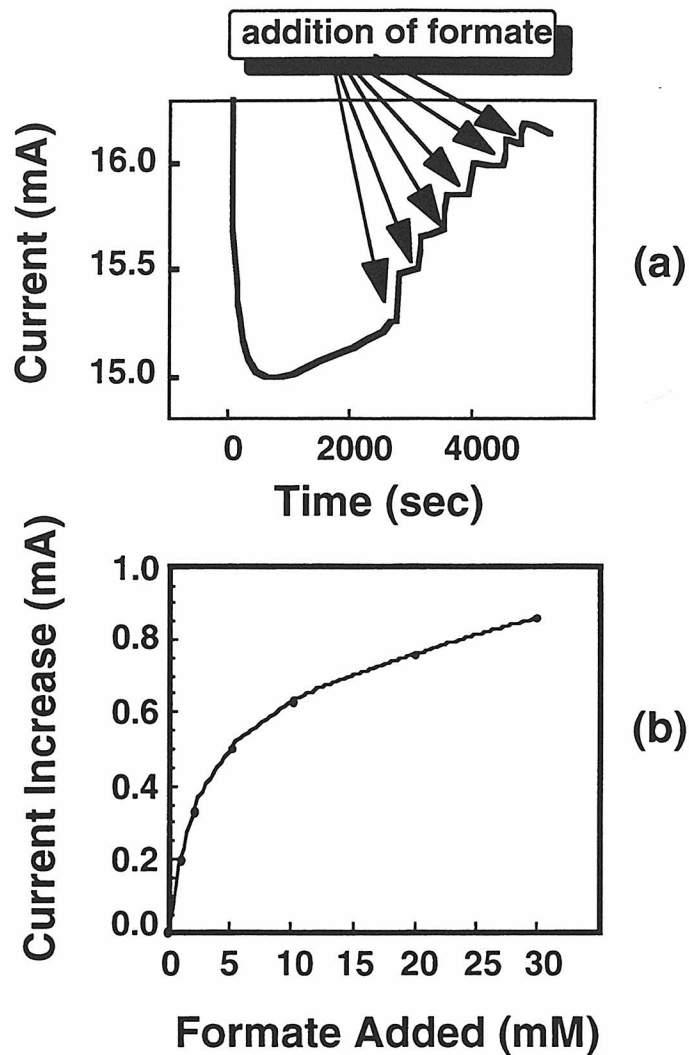 addition of formate
Current (mA)
16.0
15.5
15.0
0 2000 4000
Time (sec)
(a)
Current Increase (mA)
1.0
0.8
0.6
0.4
0.2
0.0
0 5 10 15 20 25 30
Formate Added (mM)
(b)